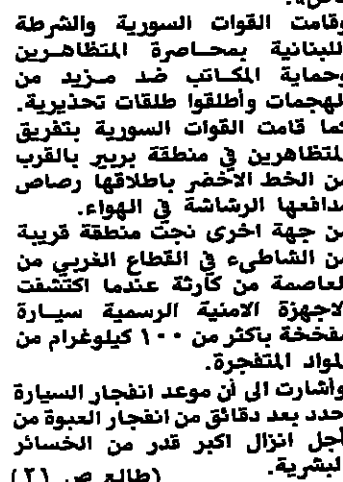 وقامت القوات السورية والشرطة
اللبنانية بمحاصرة المتظاهرين
وحماية المكاتب ضد مزيد من
الهجمات وأطلقوا طلقات تحذيرية.
كما قامت القوات السورية بتفريق
المتظاهرين في منطقة بربير بالقرب
من الخط الاخضر باطلاقها رصاص
مدافعها الرشاشة في الهواء.
من جهة اخرى نجت منطقة قريبة
من الشاطىء في القطاع الغربي من
العاصمة من كارثة عندما اكتشفت
الاجهزة الامنية الرسمية سيارة
مفخخة بأكثر من ١٠٠ كيلوغرام من
المواد المتفجرة.
وأشارت الى أن موعد انفجار السيارة
حدد بعد دقائق من انفجار العبوة من
أجل انزال اكبر قدر من الخسائر
البشرية.
(طالع ص ٢١)